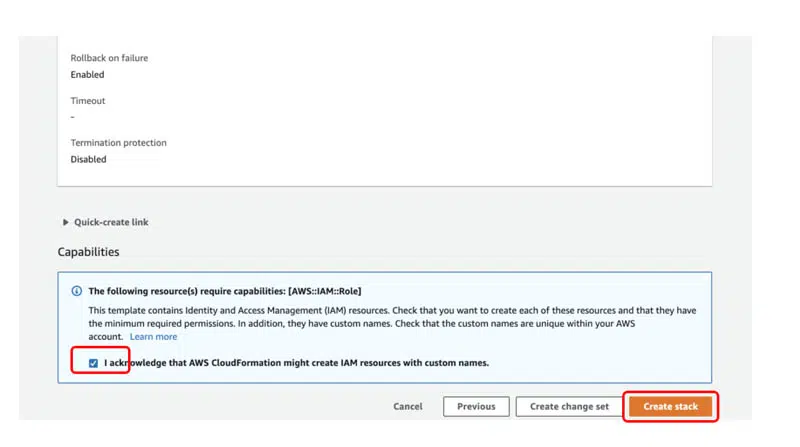 Rollback on failure
Enabled
Timeout
-
Termination protection
Disabled
Quick-create link
Capabilities
The following resource(s) require capabilities: [AWS::IAM::Role]
This template contains Identity and Access Management (IAM) resources. Check that you want to create each of these resources and that they have
the minimum required permissions. In addition, they have custom names. Check that the custom names are unique within your AWS
account. Learn more
I acknowledge that AWS CloudFormation might create IAM resources with custom names.
Cancel Previous Create change set Create stack